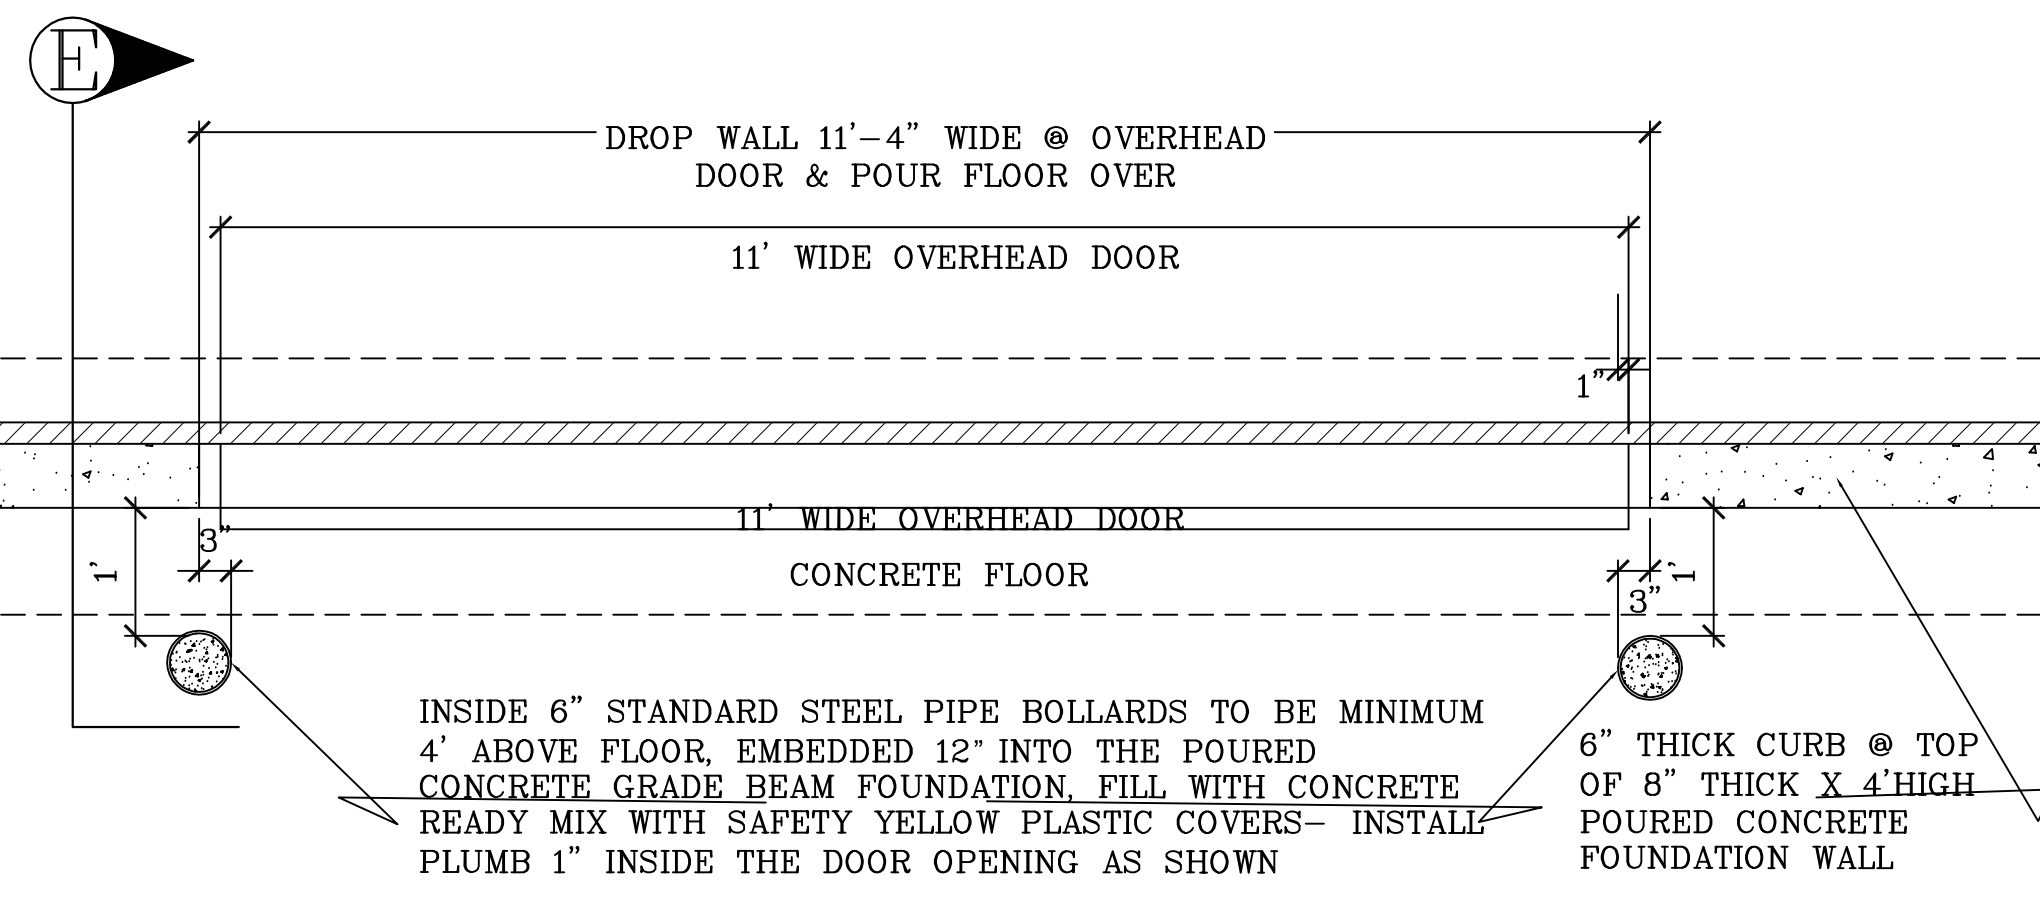 E
DROP WALL 11'-4" WIDE @ OVERHEAD
DOOR & POUR FLOOR OVER
11' WIDE OVERHEAD DOOR
1"
11' WIDE OVERHEAD DOOR
3"
1'
CONCRETE FLOOR
1'
3"
INSIDE 6" STANDARD STEEL PIPE BOLLARDS TO BE MINIMUM
4' ABOVE FLOOR, EMBEDDED 12" INTO THE POURED
CONCRETE GRADE BEAM FOUNDATION, FILL WITH CONCRETE
READY MIX WITH SAFETY YELLOW PLASTIC COVERS- INSTALL
PLUMB 1" INSIDE THE DOOR OPENING AS SHOWN
6" THICK CURB @ TOP
OF 8" THICK X 4'HIGH
POURED CONCRETE
FOUNDATION WALL